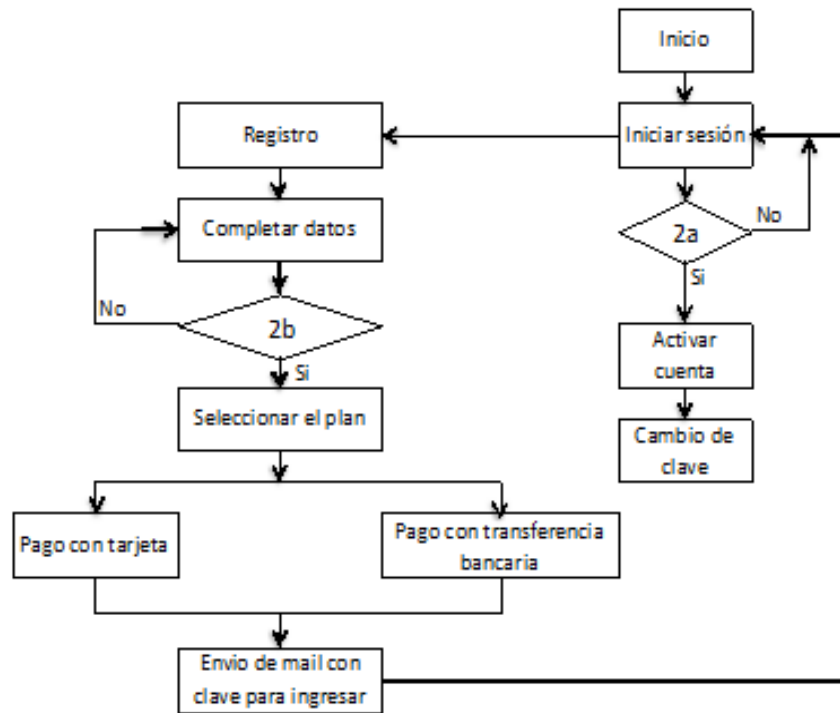 Inicio
Registro
Iniciar sesión
Completar datos
2a
No
Si
No
2b
Si
Activar
cuenta
Seleccionar el plan
Cambio de
clave
Pago con tarjeta
Pago con transferencia
bancaria
Envio de mail con
clave para ingresar